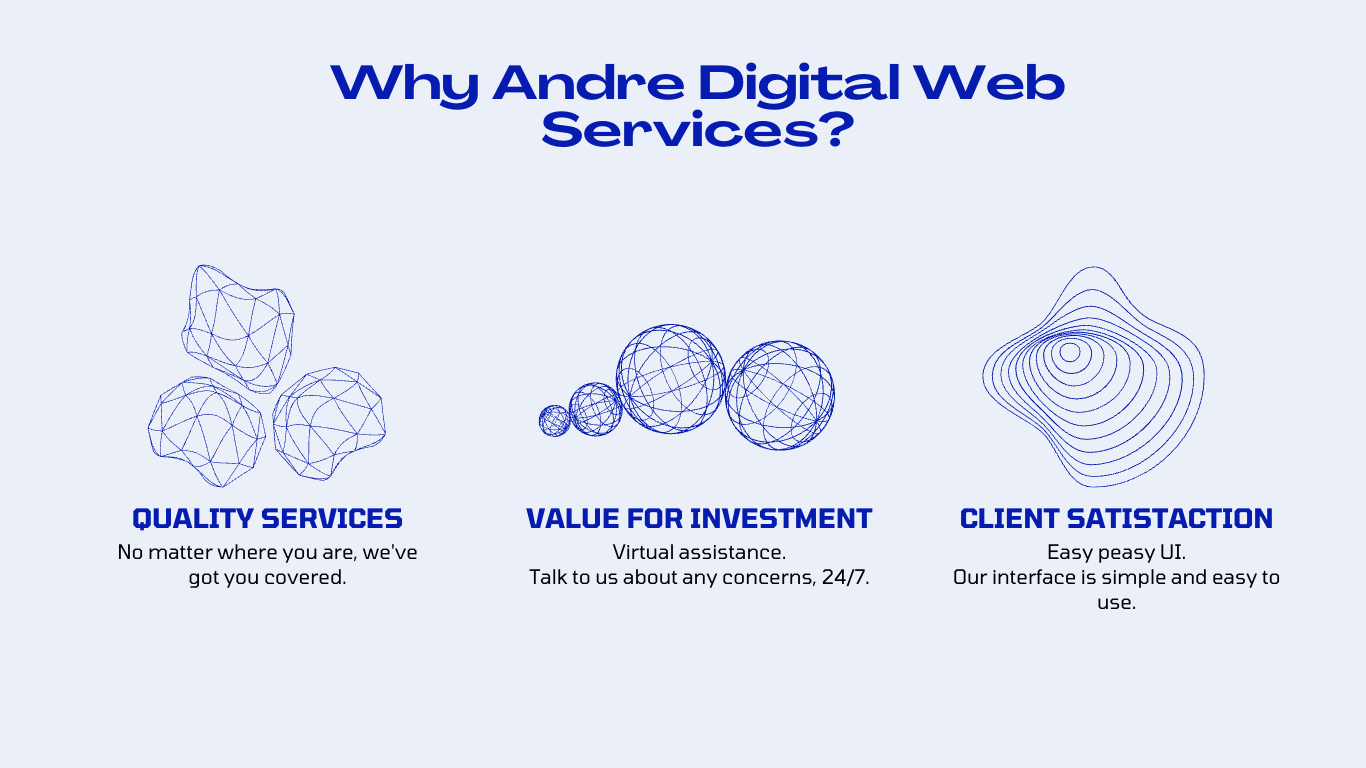 Why Andre Digital Web
Services?
QUALITY SERVICES
No matter where you are, we've
got you covered.
VALUE FOR INVESTMENT
Virtual assistance.
Talk to us about any concerns, 24/7.
CLIENT SATISTACTION
Easy peasy UI.
Our interface is simple and easy to
use.